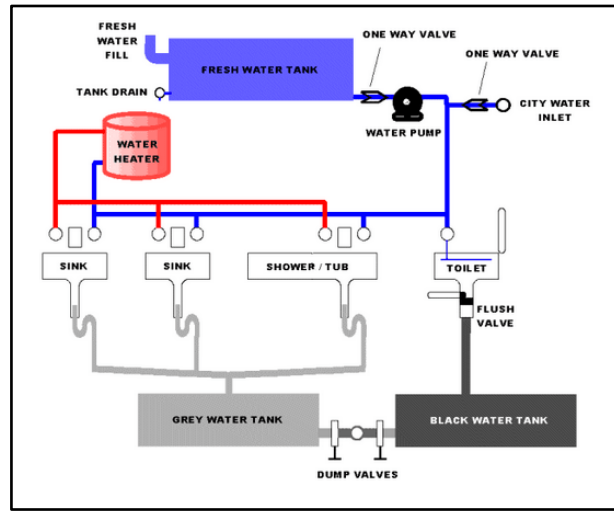 FRESH
WATER
FILL
FRESH WATER TANK
ONE WAY VALVE
ONE WAY VALVE
TANK DRAIN
WATER PUMP
CITY WATER
INLET
WATER
HEATER
SINK
SINK
SHOWER / TUB
TOILET
FLUSH
VALVE
GREY WATER TANK
BLACK WATER TANK
DUMP VALVES